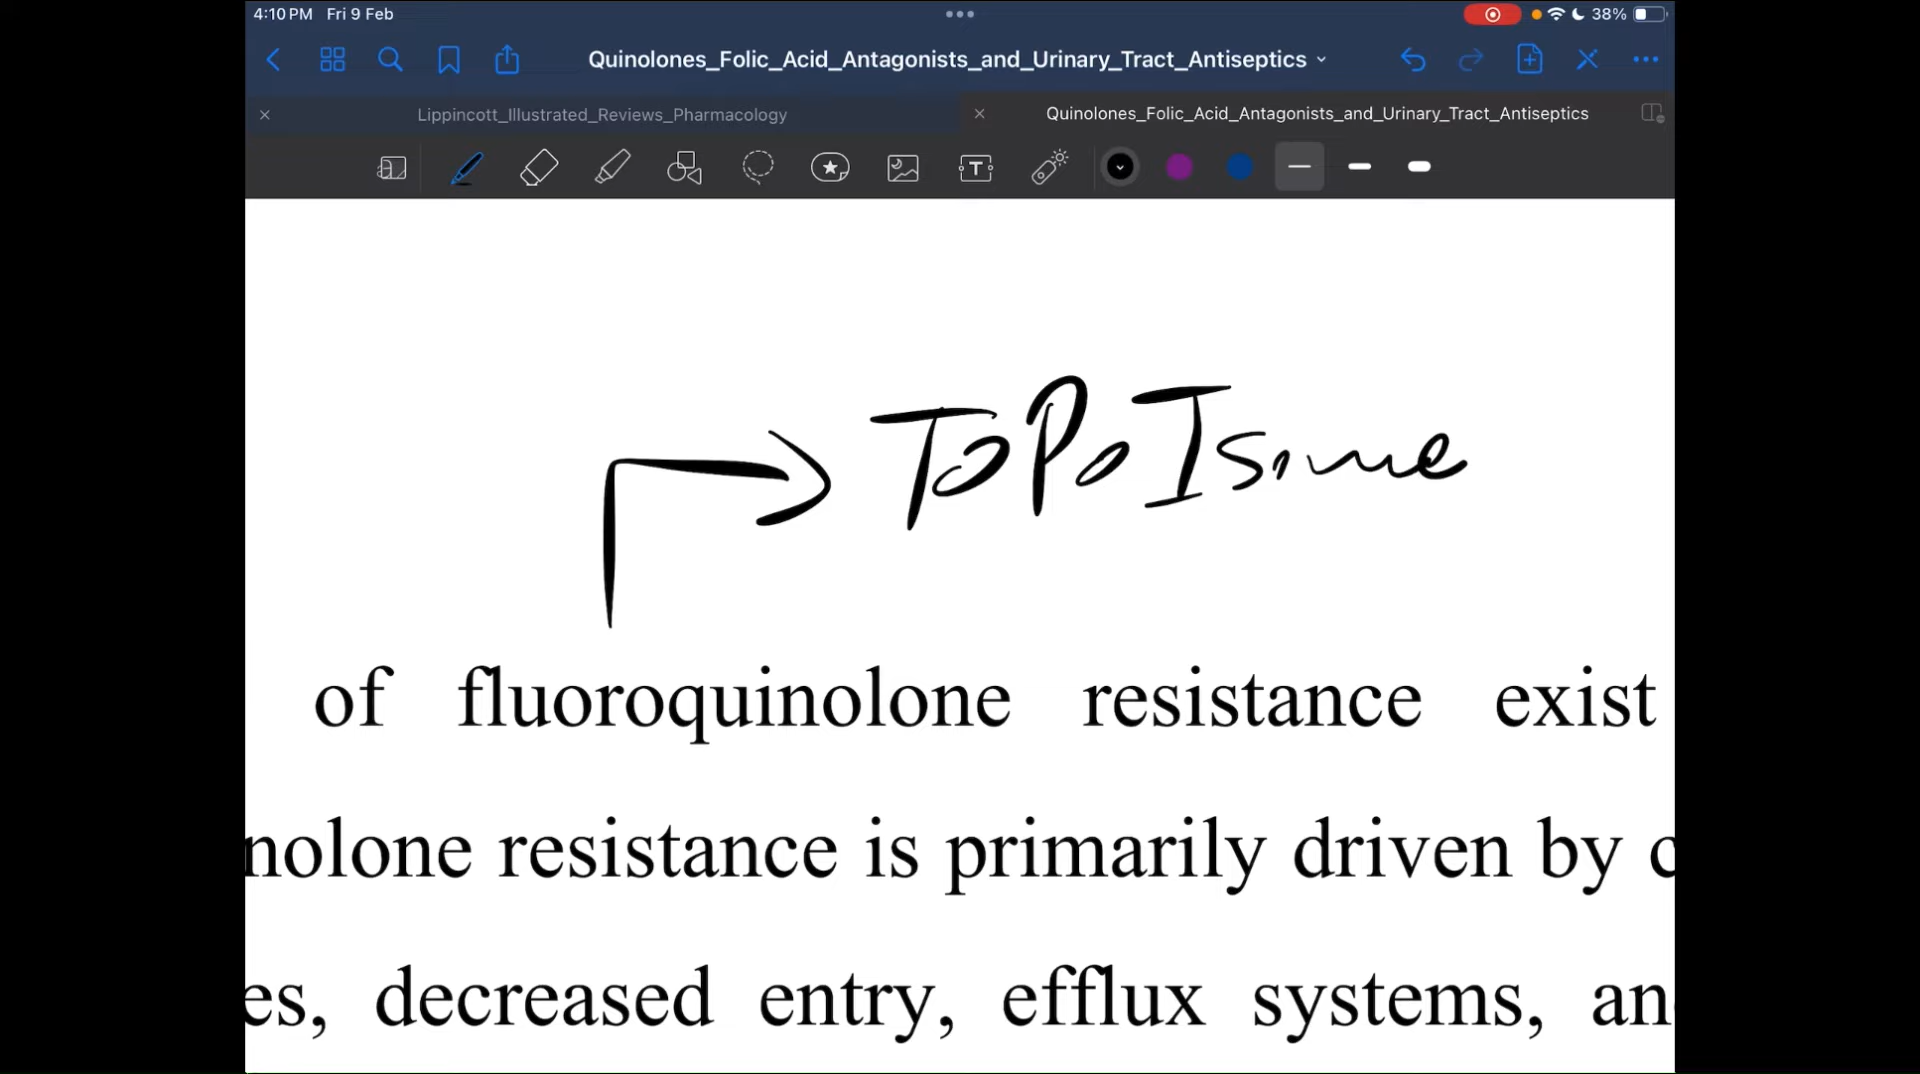 4:10 PM Fri 9 Feb 38%
Quinolones_Folic_Acid_Antagonists_and_Urinary_Tract_Antiseptics
Lippincott_Illustrated_Reviews_Pharmacology Quinolones_Folic_Acid_Antagonists_and_Urinary_Tract_Antiseptics
ToPoIsome
of fluoroquinolone resistance exist
nolone resistance is primarily driven by c
es, decreased entry, efflux systems, an